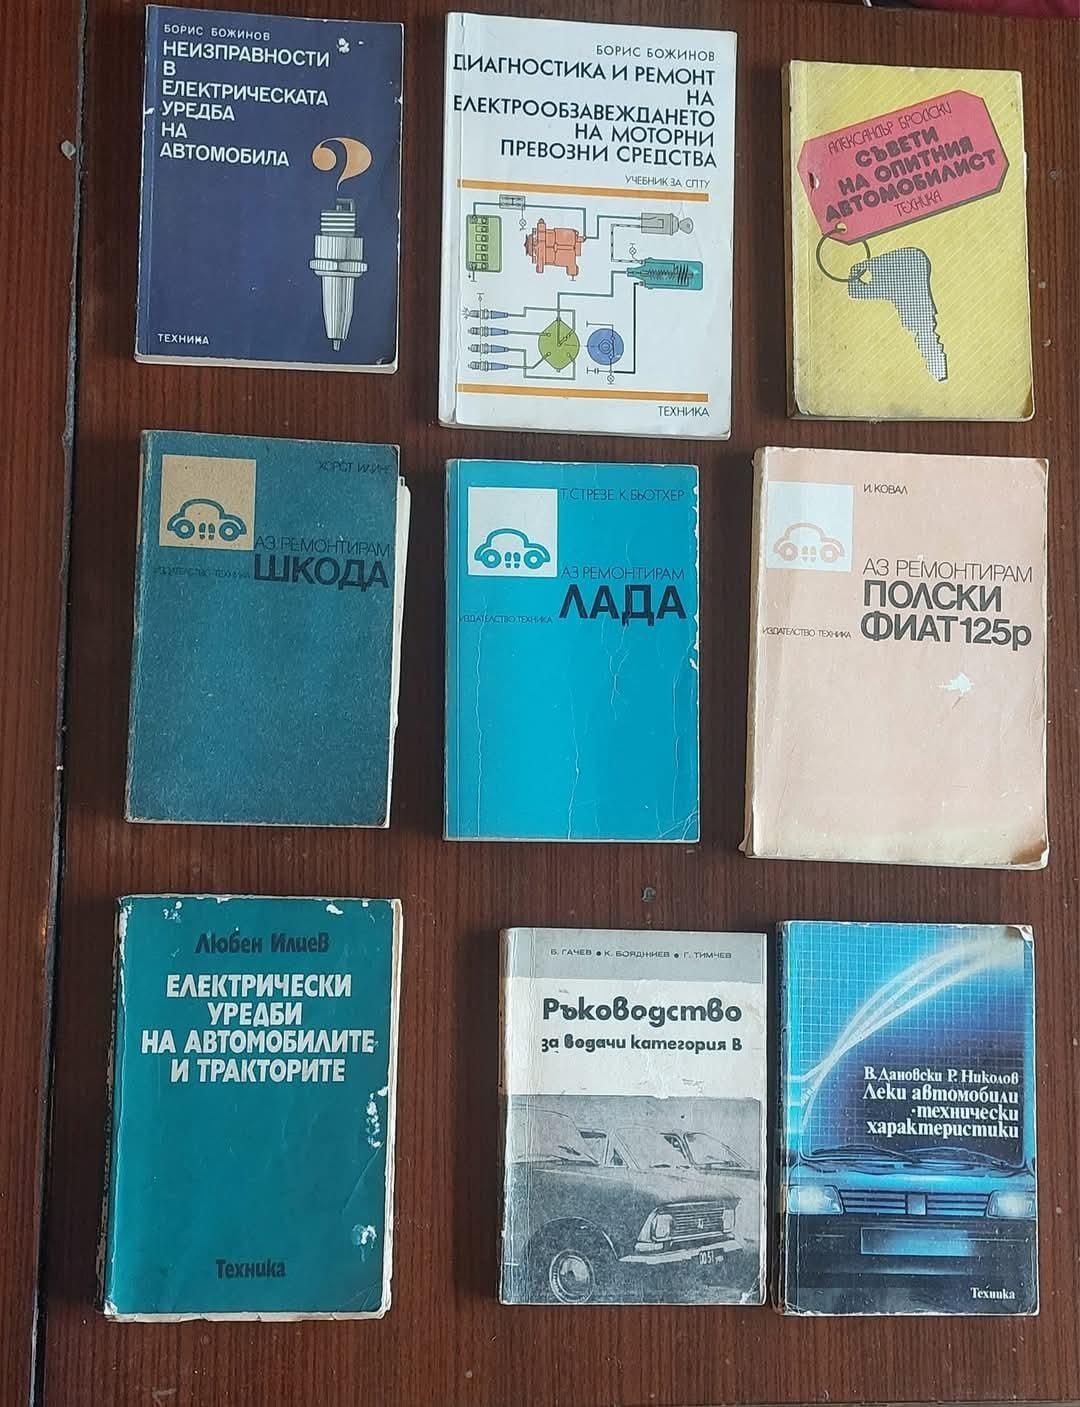 БОРИС БОЖИНОВ
НЕИЗПРАВНОСТИ
В
ЕЛЕКТРИЧЕСКАТА
УРЕДБА
НА
АВТОМОБИЛА
ТЕХНИКА
БОРИС БОЖИНОВ
ДИАГНОСТИКА И РЕМОНТ
НА
ЕЛЕКТРООБЗАВЕЖДАНЕТО
НА МОТОРНИ
ПРЕВОЗНИ СРЕДСТВА
УЧЕБНИК ЗА СПТУ
ТЕХНИКА
АЛЕКСАНДЪР БРОДСКИ
СЪВЕТИ
НА ОПИТНИЯ
АВТОМОБИЛИСТ
ТЕХНИКА
ХОРСТ ИЛИНГ
АЗ РЕМОНТИРАМ
ИЗДАТЕЛСТВО ТЕХНИКА ШКОДА
Т. СТРЕЗЕ, К. БЬОТХЕР
АЗ РЕМОНТИРАМ
ИЗДАТЕЛСТВО ТЕХНИКА ЛАДА
И. КОВАЛ
АЗ РЕМОНТИРАМ
ПОЛСКИ
ИЗДАТЕЛСТВО ТЕХНИКА ФИАТ 125р
Любен Илиев
ЕЛЕКТРИЧЕСКИ
УРЕДБИ
НА АВТОМОБИЛИТЕ
И ТРАКТОРИТЕ
Техника
Б. ГАЧЕВ • К. БОЯДЖИЕВ • Г. ТИМЧЕВ
Ръководство
за водачи категория В
00-51
В. Дановски Р. Николов
Леки автомобили
·технически
характеристики
Техника